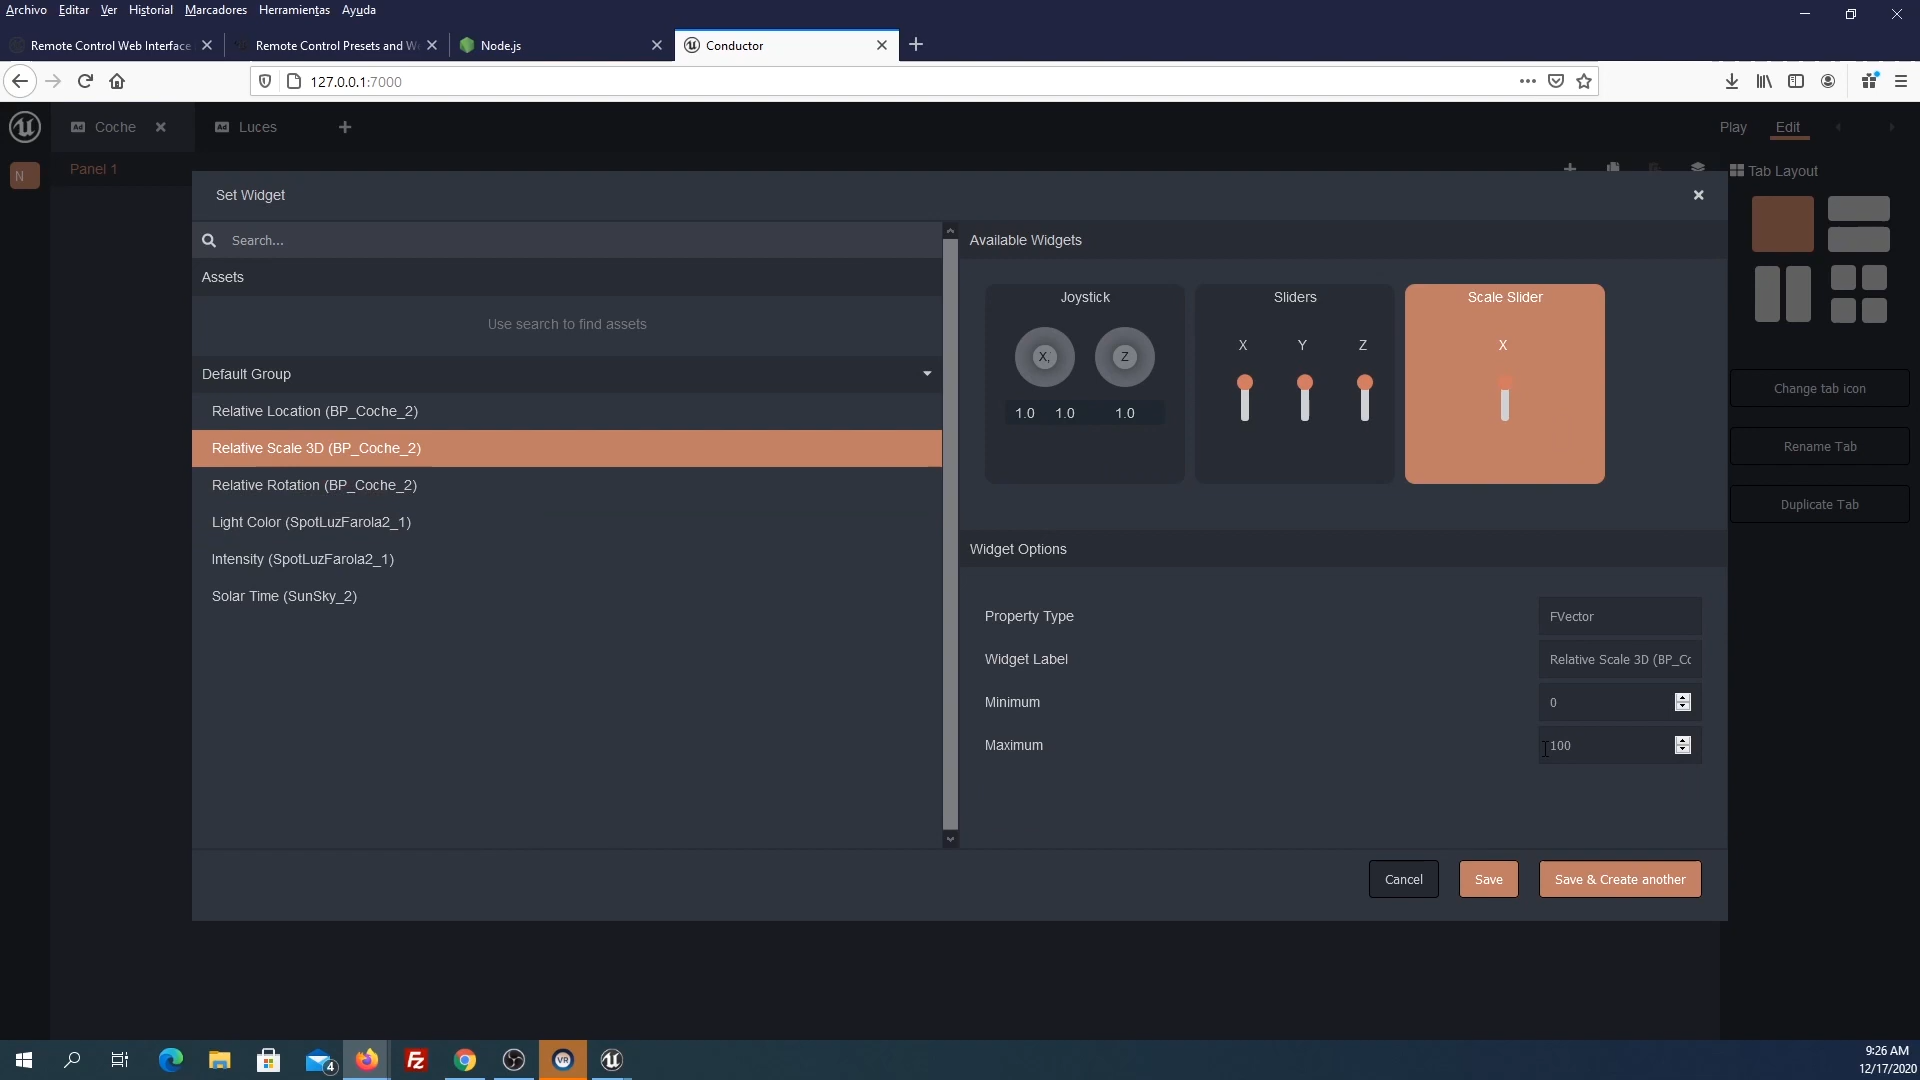 Archivo Editar Ver Historial Marcadores Herramientas Ayuda
Remote Control Web Interface
Remote Control Presets and W
Node.js
Conductor
127.0.0.1:7000
Coche
Luces
Play
Edit
N
Panel 1
Tab Layout
Set Widget
Search...
Available Widgets
Assets
Use search to find assets
Joystick
Sliders
Scale Slider
X,
Z
X
Y
Z
X
1.0 1.0 1.0
Default Group
Relative Location (BP_Coche_2)
Relative Scale 3D (BP_Coche_2)
Relative Rotation (BP_Coche_2)
Light Color (SpotLuzFarola2_1)
Intensity (SpotLuzFarola2_1)
Solar Time (SunSky_2)
Change tab icon
Rename Tab
Duplicate Tab
Widget Options
Property Type
FVector
Widget Label
Relative Scale 3D (BP_Co
Minimum
0
Maximum
100
Cancel
Save
Save & Create another
4
VR
9:26 AM
12/17/2020